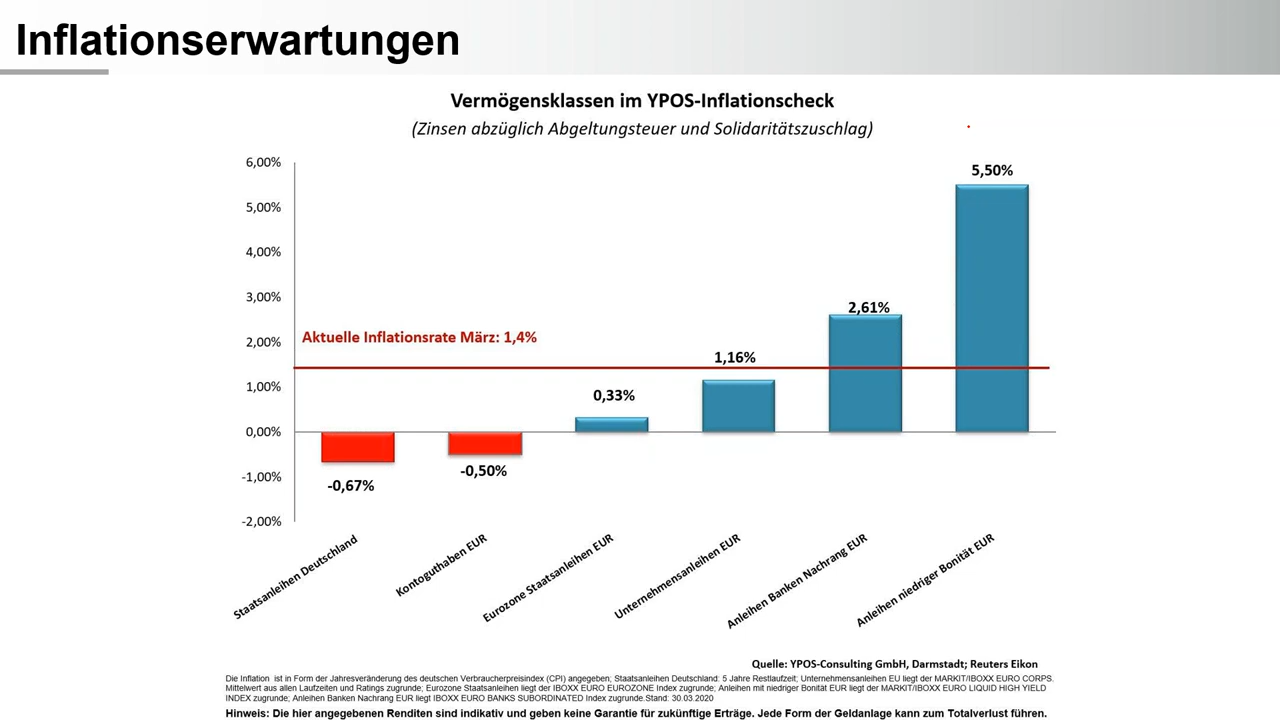 Inflationserwartungen
Vermögensklassen im YPOS-Inflationscheck
(Zinsen abzüglich Abgeltungsteuer und Solidaritätszuschlag)
6,00%
5,00%
4,00%
3,00%
2,00%
1,00%
0,00%
-1,00%
-2,00%
Aktuelle Inflationsrate März: 1,4%
-0,67%
-0,50%
0,33%
1,16%
2,61%
5,50%
Staatsanleihen Deutschland
Kontoguthaben EUR
Eurozone Staatsanleihen EUR
Unternehmensanleihen EUR
Anleihen Banken Nachrang EUR
Anleihen niedriger Bonität EUR
Quelle: YPOS-Consulting GmbH, Darmstadt; Reuters Eikon
Die Inflation ist in Form der Jahresveränderung des deutschen Verbraucherpreisindex (CPI) angegeben; Staatsanleihen Deutschland: 5 Jahre Restlaufzeit; Unternehmensanleihen EU liegt der MARKIT/IBOXX EURO CORPS.
Mittelwert aus allen Laufzeiten und Ratings zugrunde; Eurozone Staatsanleihen liegt der IBOXX EURO EUROZONE Index zugrunde; Anleihen mit niedriger Bonität EUR liegt der MARKIT/IBOXX EURO LIQUID HIGH YIELD
INDEX zugrunde; Anleihen Banken Nachrang EUR liegt IBOXX EURO BANKS SUBORDINATED Index zugrunde.Stand: 30.03.2020
Hinweis: Die hier angegebenen Renditen sind indikativ und geben keine Garantie für zukünftige Erträge. Jede Form der Geldanlage kann zum Totalverlust führen.